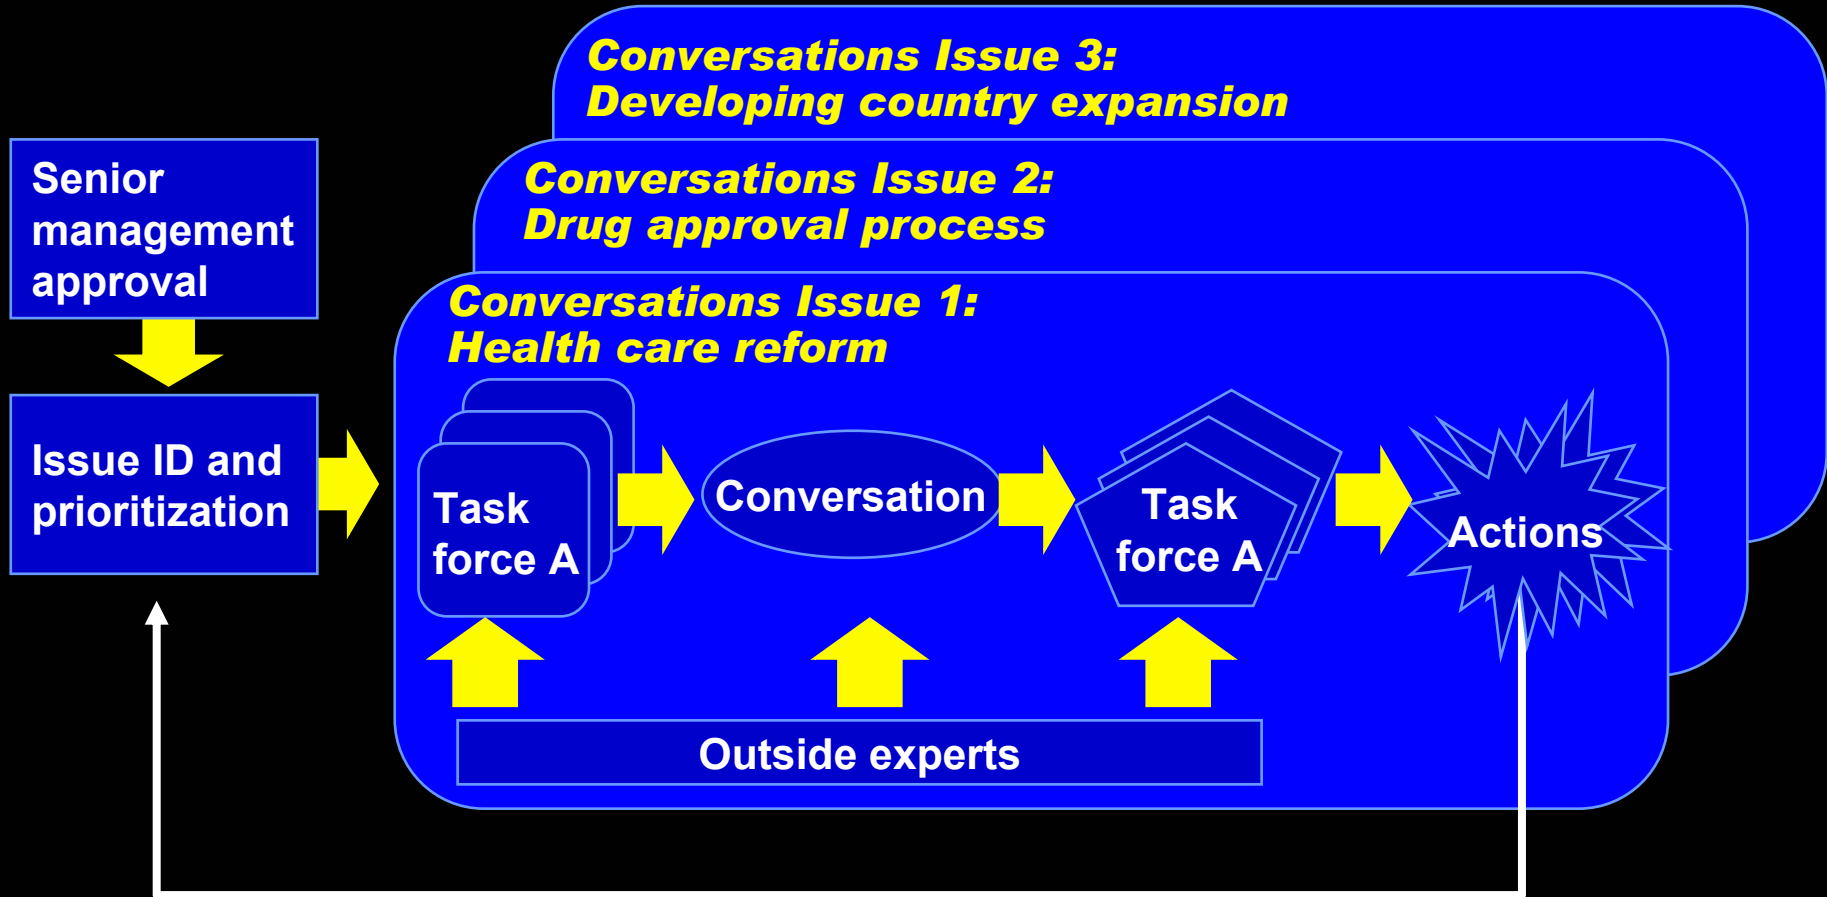 Conversations Issue 3:
Developing country expansion
Conversations Issue 2:
Drug approval process
Senior
management
approval
Conversations Issue 1:
Health care reform
Issue ID and
prioritization
Task
force A
Conversation
Task
force A
Actions
Outside experts